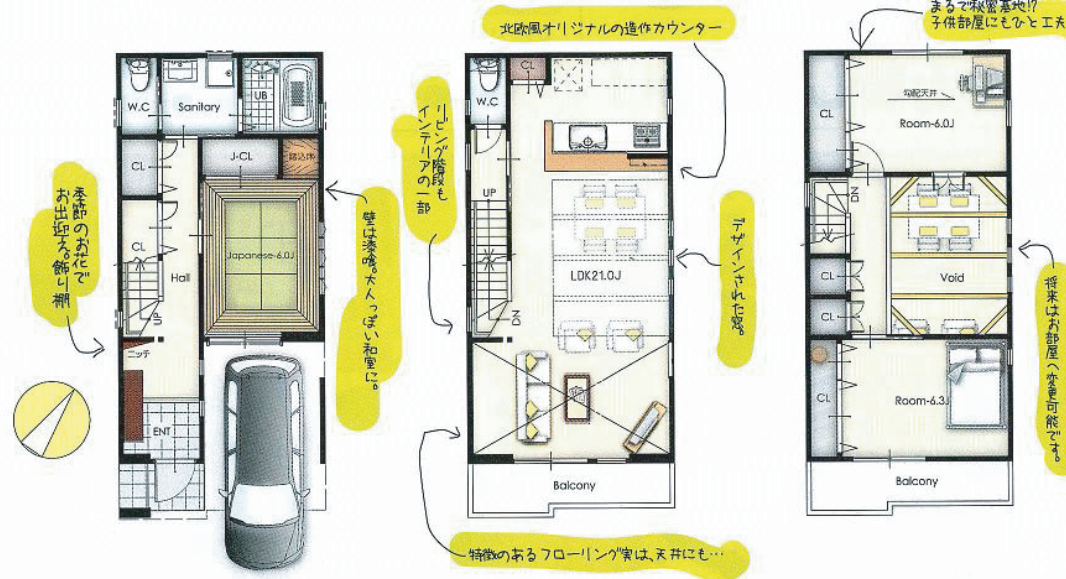 季節のお花で
お出迎え。飾り棚
W.C
Sanitary
UB
CL
J-CL
踏込床
CL
Japanese-6.0J
Hall
UP
ニッチ
ENT
壁は漆喰。大人っぽい和室に。
リビング階段も
インテリアの一部
北欧風オリジナルの造作カウンター
W.C
CL
UP
DN
LDK21.0J
Balcony
デザインされた窓。
特徴のあるフローリング実は、天井にも…
まるで秘密基地!?
子供部屋にもひと工夫
CL
勾配天井
Room-6.0J
DN
CL
CL
Void
CL
Room-6.3J
Balcony
将来はお部屋へ変更可能です。